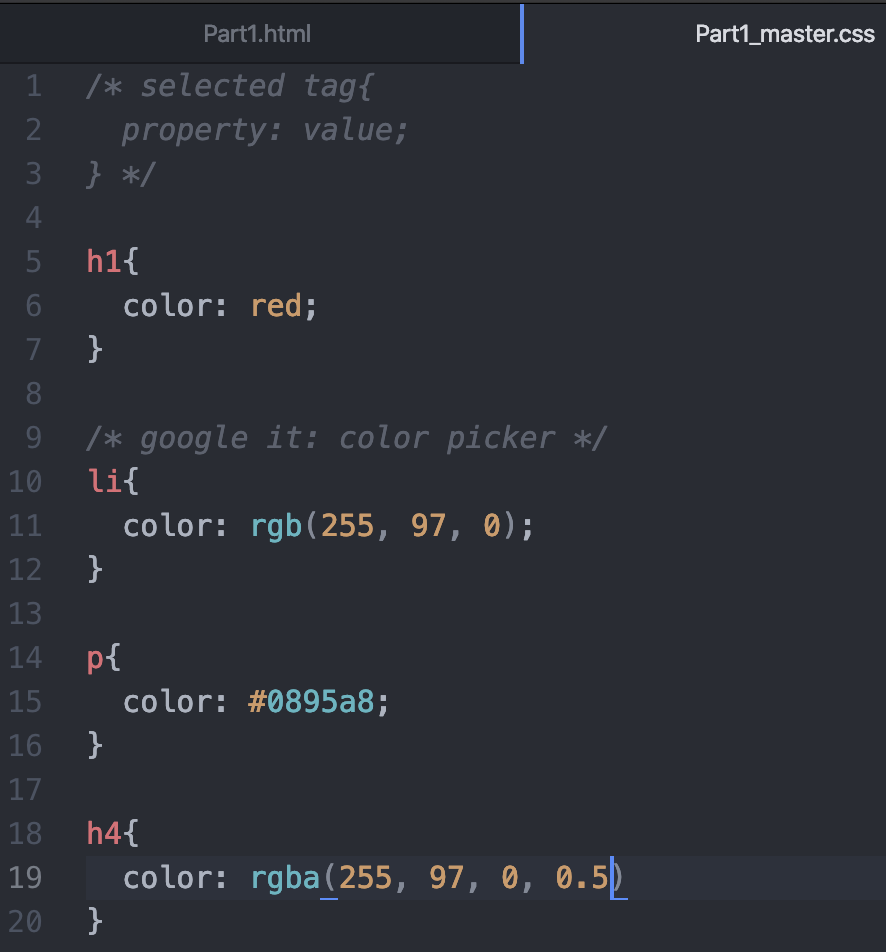 Part1.html
Part1_master.css
1 /* selected tag{
2   property: value;
3 } */
4
5 h1{
6   color: red;
7 }
8
9 /* google it: color picker */
10 li{
11   color: rgb(255, 97, 0);
12 }
13
14 p{
15   color: #0895a8;
16 }
17
18 h4{
19   color: rgba(255, 97, 0, 0.5)
20 }